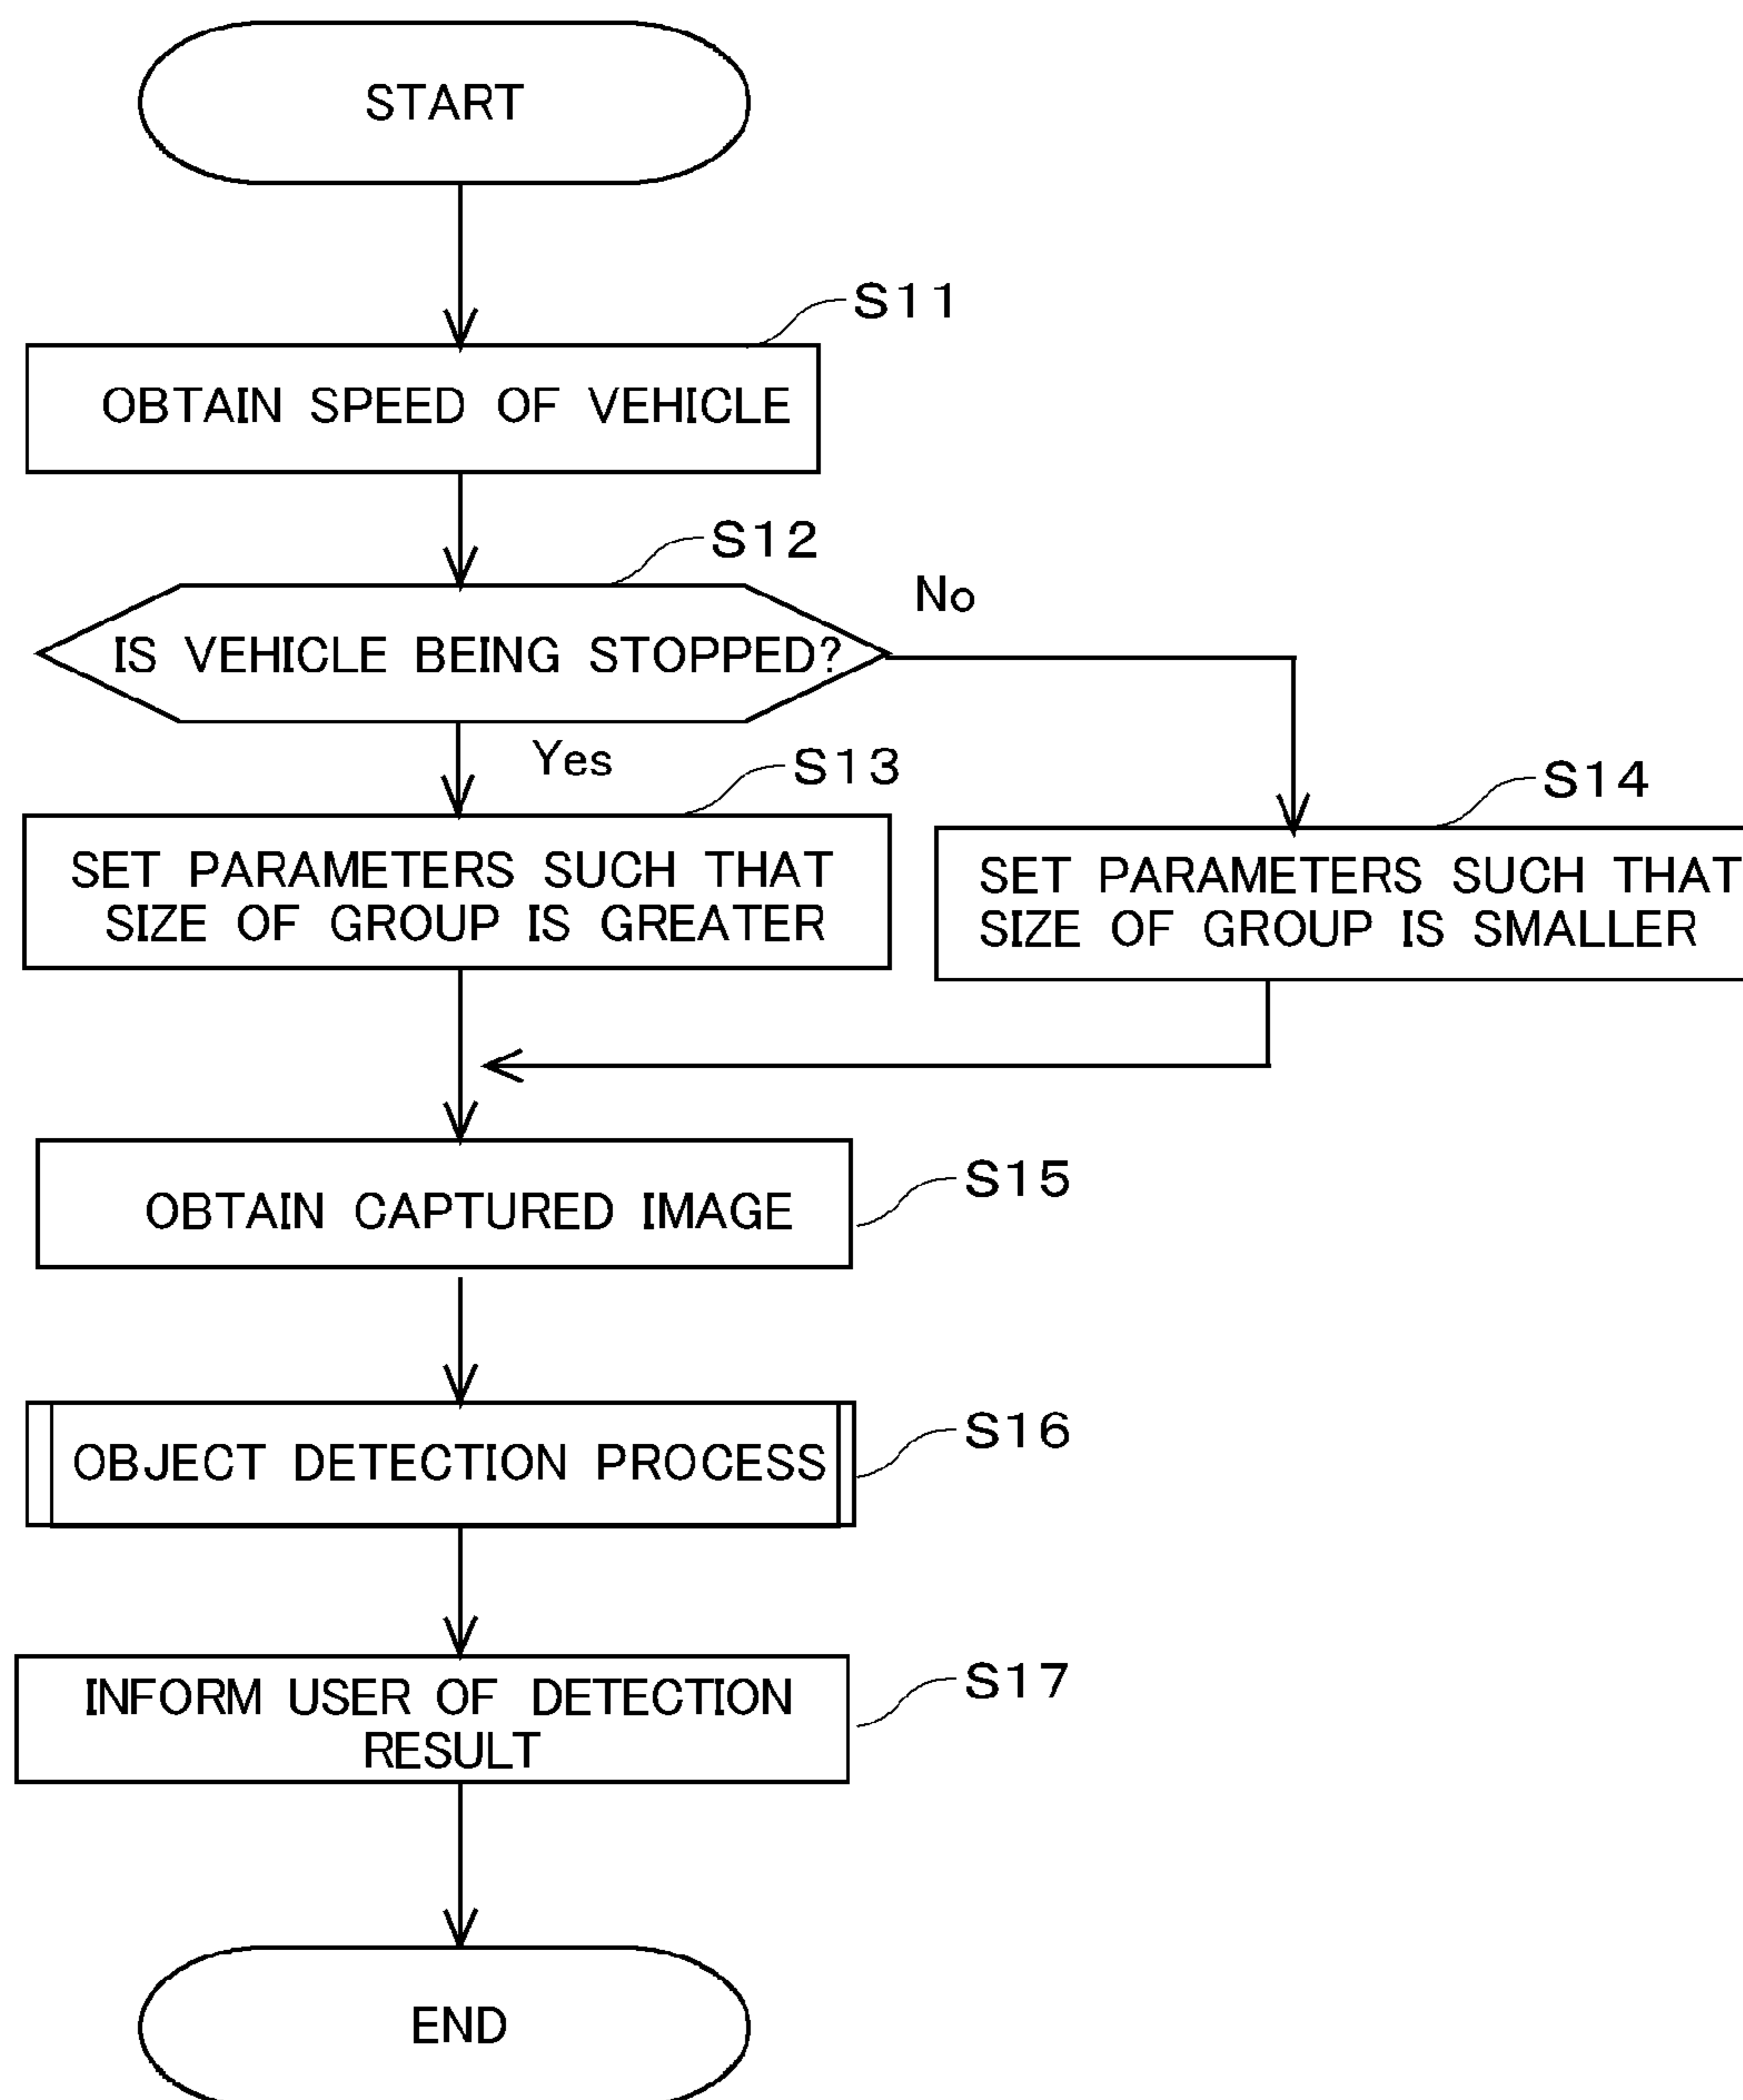 START
S11
OBTAIN SPEED OF VEHICLE
S12
No
IS VEHICLE BEING STOPPED?
Yes
S13
S14
SET PARAMETERS SUCH THAT
SIZE OF GROUP IS GREATER
SET PARAMETERS SUCH THAT
SIZE OF GROUP IS SMALLER
S15
OBTAIN CAPTURED IMAGE
S16
OBJECT DETECTION PROCESS
S17
INFORM USER OF DETECTION
RESULT
END